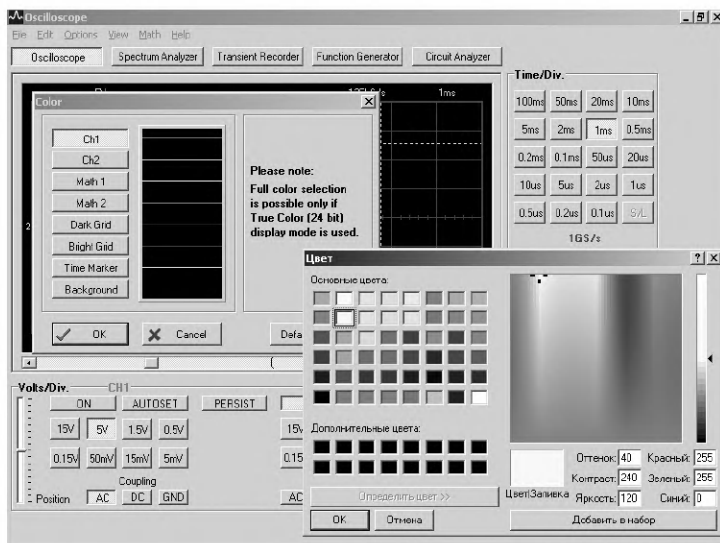 Oscilloscope
File Edit Options View Math Help
Oscilloscope Spectrum Analyzer Transient Recorder Function Generator Circuit Analyzer
1ms
Time/Div.
100ms 50ms 20ms 10ms
5ms 2ms 1ms 0.5ms
0.2ms 0.1ms 50us 20us
10us 5us 2us 1us
0.5us 0.2us 0.1us S/L
1GS/s
Color
Ch1
Ch2
Math 1
Math 2
Dark Grid
Bright Grid
Time Marker
Background
Please note:
Full color selection
is possible only if
True Color (24 bit)
display mode is used.
OK Cancel
2
Volts/Div. CH1
ON AUTOSET PERSIST
15V 5V 1.5V 0.5V
0.15V 50mV 15mV 5mV
Coupling
Position AC DC GND
Цвет
Основные цвета:
Дополнительные цвета:
Определить цвет >>
OK Отмена
Цвет|Заливка
Оттенок: 40 Красный: 255
Контраст: 240 Зеленый: 255
Яркость: 120 Синий: 0
Добавить в набор